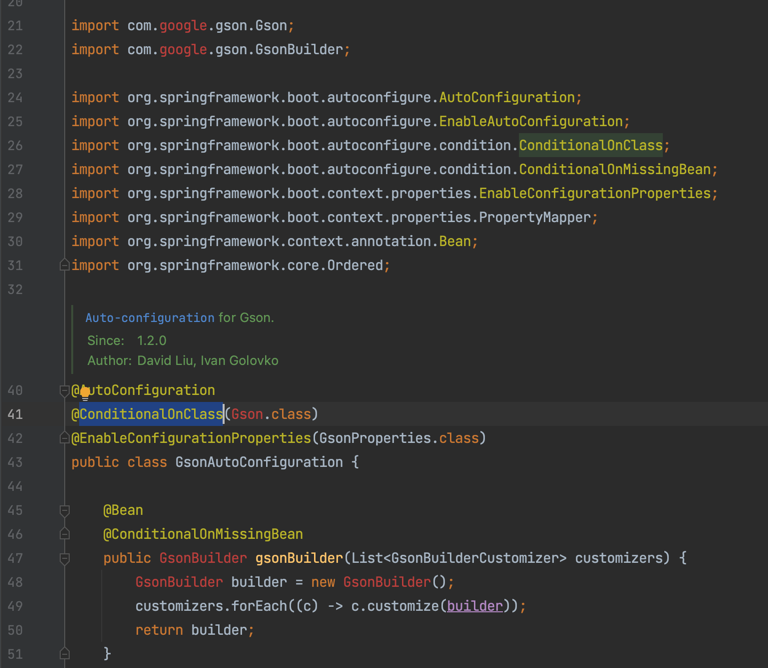 20
21 import com.google.gson.Gson;
22 import com.google.gson.GsonBuilder;
23
24 import org.springframework.boot.autoconfigure.AutoConfiguration;
25 import org.springframework.boot.autoconfigure.EnableAutoConfiguration;
26 import org.springframework.boot.autoconfigure.condition.ConditionalOnClass;
27 import org.springframework.boot.autoconfigure.condition.ConditionalOnMissingBean;
28 import org.springframework.boot.context.properties.EnableConfigurationProperties;
29 import org.springframework.boot.context.properties.PropertyMapper;
30 import org.springframework.context.annotation.Bean;
31 import org.springframework.core.Ordered;
32
Auto-configuration for Gson.
Since: 1.2.0
Author: David Liu, Ivan Golovko
40 @AutoConfiguration
41 @ConditionalOnClass(Gson.class)
42 @EnableConfigurationProperties(GsonProperties.class)
43 public class GsonAutoConfiguration {
44
45 @Bean
46 @ConditionalOnMissingBean
47 public GsonBuilder gsonBuilder(List<GsonBuilderCustomizer> customizers) {
48 GsonBuilder builder = new GsonBuilder();
49 customizers.forEach((c) -> c.customize(builder));
50 return builder;
51 }